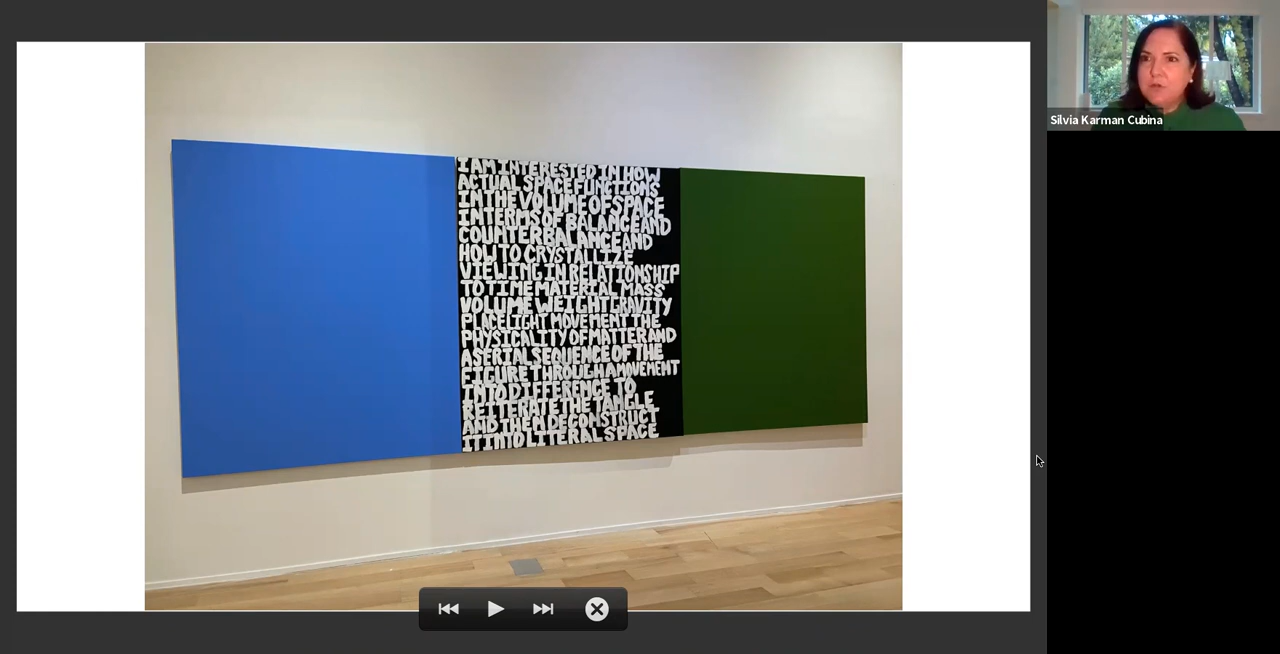 I AM INTERESTED IN HOW
ACTUAL SPACE FUNCTIONS
IN THE VOLUME OF SPACE
IN TERMS OF BALANCE AND
COUNTERBALANCE AND
HOW TO CRYSTALLIZE
VIEWING IN RELATIONSHIP
TO TIME MATERIAL MASS
VOLUME WEIGHT GRAVITY
PLACE LIGHT MOVEMENT THE
PHYSICALITY OF MATTER AND
A SERIAL SEQUENCE OF THE
FIGURE THROUGH A MOVEMENT
INTO DIFFERENCE TO
REITERATE THE TANGLE
AND THEN DECONSTRUCT
IT INTO LITERAL SPACE
Silvia Karman Cubina